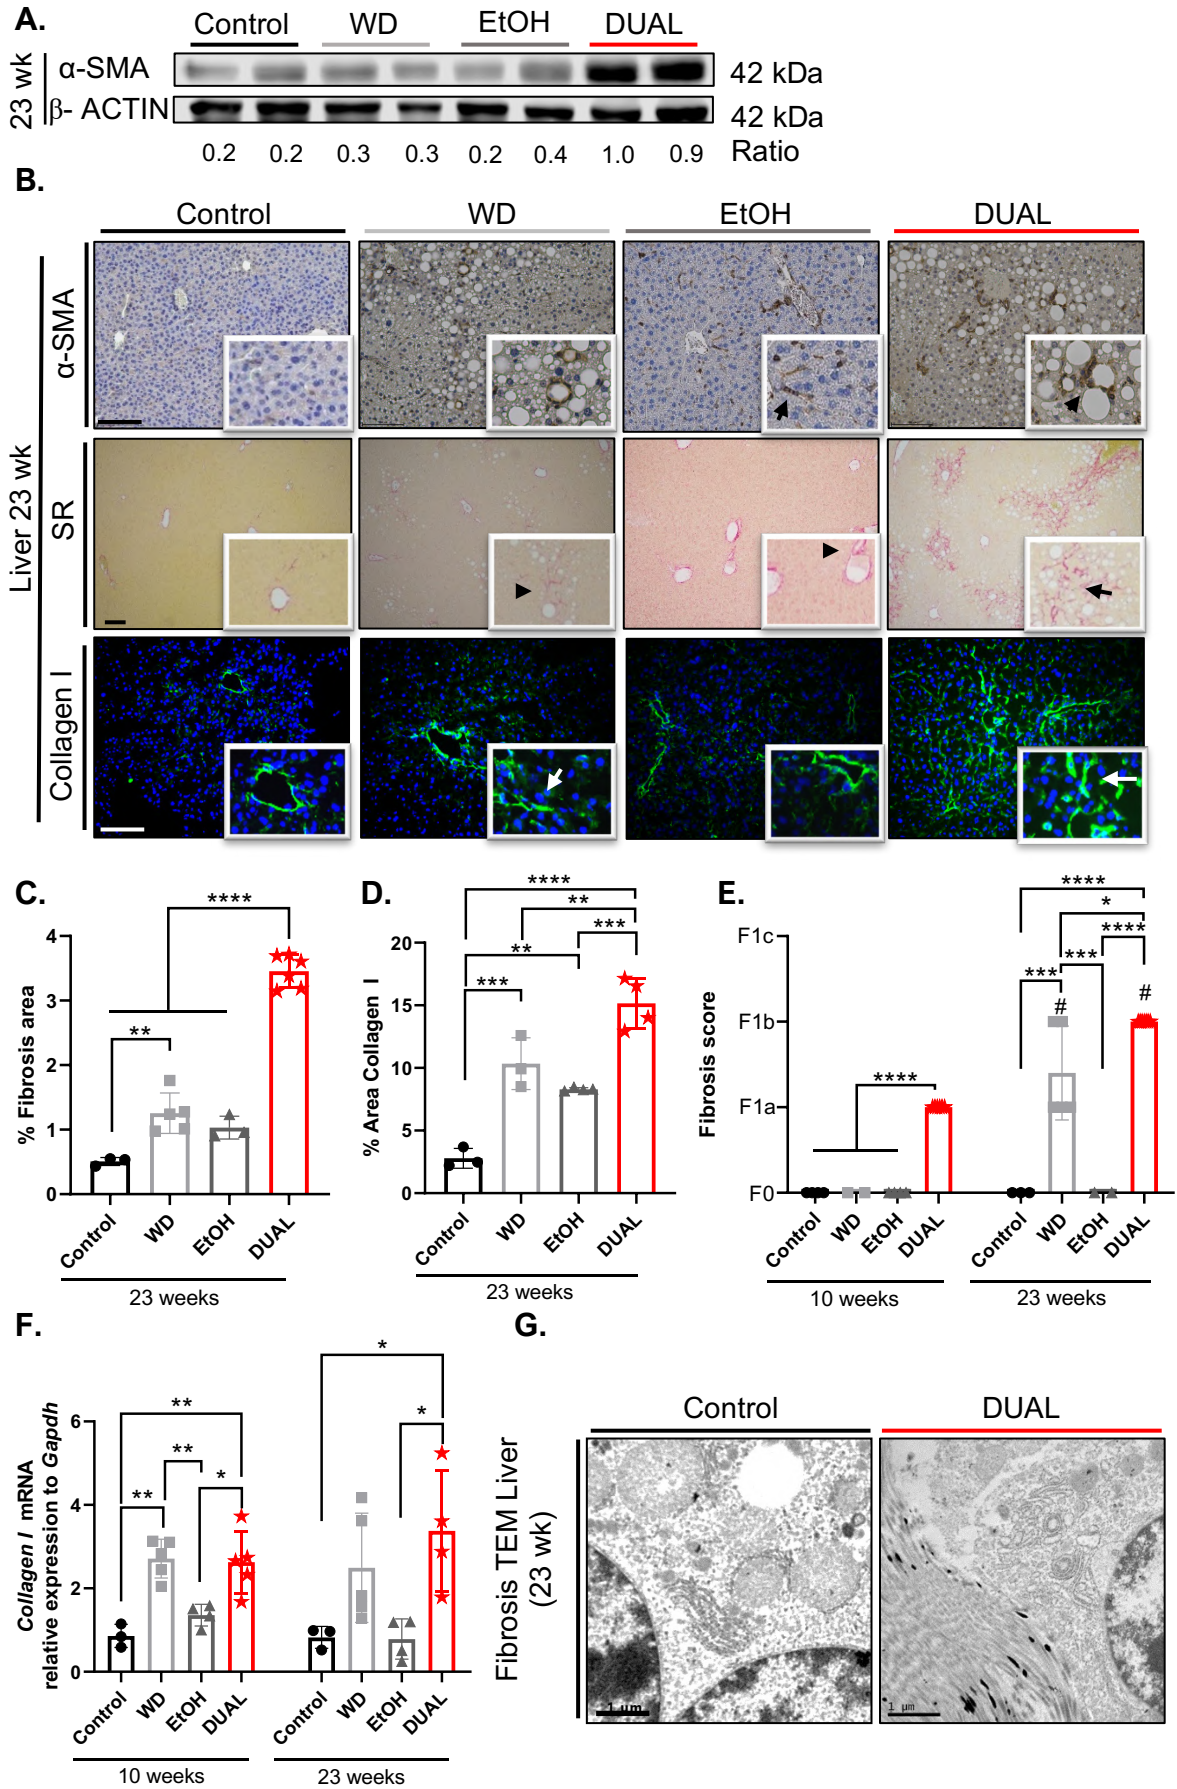 A.
Control WD EtOH DUAL
23 wk
α-SMA 42 kDa
β- ACTIN 42 kDa
0.2 0.2 0.3 0.3 0.2 0.4 1.0 0.9 Ratio
B.
Control WD EtOH DUAL
Liver 23 wk
α-SMA
SR
Collagen I
C.
% Fibrosis area
4
3
2
1
0
**
****
Control WD EtOH DUAL
23 weeks
D.
% Area Collagen I
20
15
10
5
0
****
**
***
**
***
Control WD EtOH DUAL
23 weeks
E.
Fibrosis score
F1c
F1b
F1a
F0
****
****
*
****
***
***
#
#
Control WD EtOH DUAL Control WD EtOH DUAL
10 weeks 23 weeks
F.
Collagen I mRNA
relative expression to Gapdh
6
4
2
0
**
**
*
**
*
*
Control WD EtOH DUAL Control WD EtOH DUAL
10 weeks 23 weeks
G.
Control DUAL
Fibrosis TEM Liver
(23 wk)
1 µm
1 µm